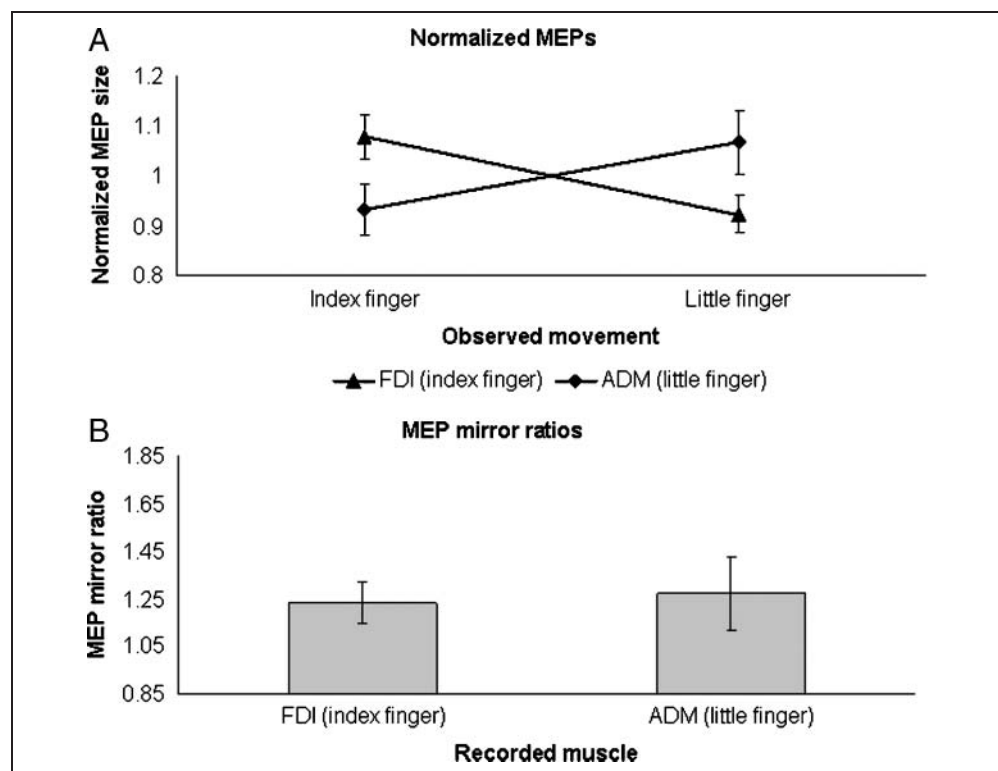 A
Normalized MEPs
Normalized MEP size
1.2
1.1
1
0.9
0.8
Index finger
Little finger
Observed movement
FDI (index finger) ADM (little finger)
B
MEP mirror ratios
MEP mirror ratio
1.85
1.65
1.45
1.25
1.05
0.85
FDI (index finger)
ADM (little finger)
Recorded muscle